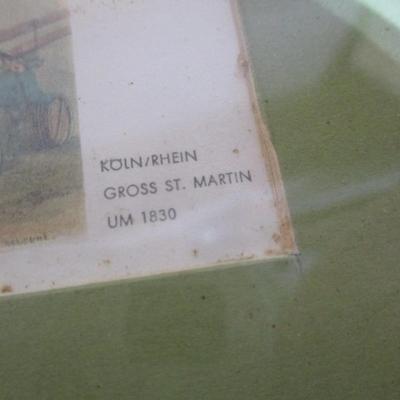 KÖLN/RHEIN
GROSS ST. MARTIN
UM 1830